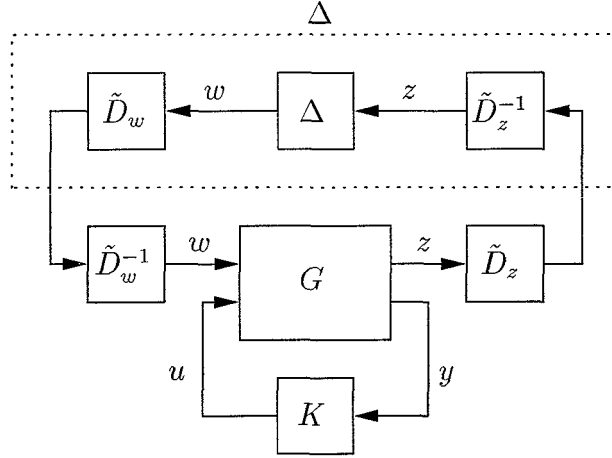 Δ
D̃_w w Δ z D̃_z^{-1}
D̃_w^{-1} w G z D̃_z
u y
K